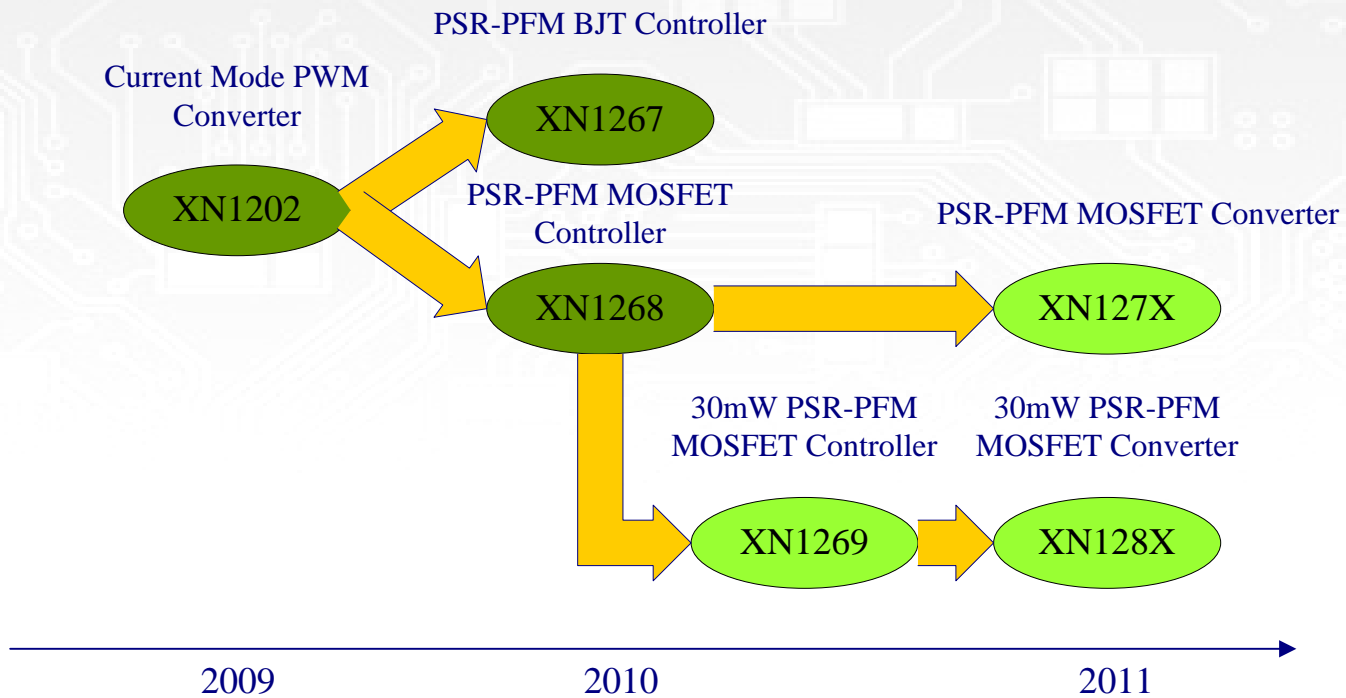 PSR-PFM BJT Controller
Current Mode PWM
Converter
XN1267
XN1202
PSR-PFM MOSFET
Controller
PSR-PFM MOSFET Converter
XN1268
XN127X
30mW PSR-PFM
MOSFET Controller
30mW PSR-PFM
MOSFET Converter
XN1269
XN128X
2009
2010
2011